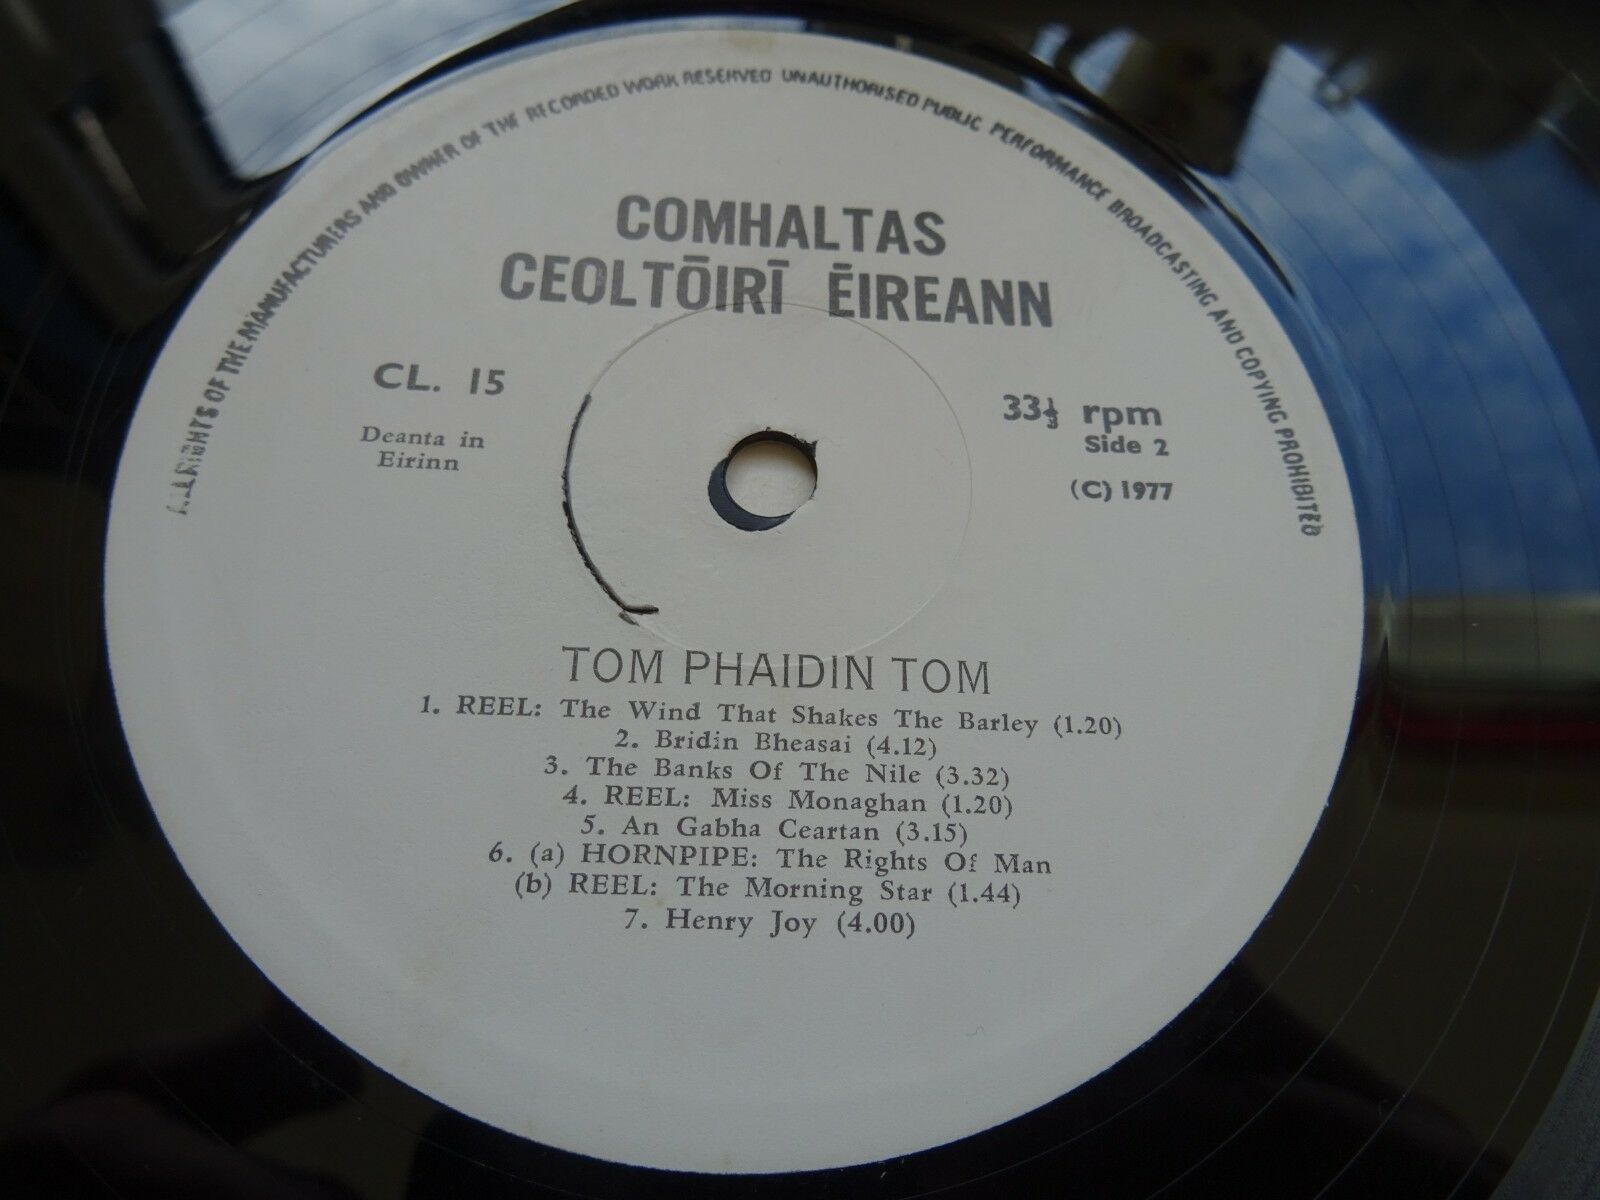 ALL RIGHTS OF THE MANUFACTURERS AND OWNER OF THE RECORDED WORK RESERVED UNAUTHORISED PUBLIC PERFORMANCE BROADCASTING AND COPYING PROHIBITED
COMHALTAS
CEOLTŌIRĪ ĒIREANN
CL. 15
Deanta in
Eirinn
33⅓ rpm
Side 2
(C) 1977
TOM PHAIDIN TOM
1. REEL: The Wind That Shakes The Barley (1.20)
2. Bridin Bheasai (4.12)
3. The Banks Of The Nile (3.32)
4. REEL: Miss Monaghan (1.20)
5. An Gabha Ceartan (3.15)
6. (a) HORNPIPE: The Rights Of Man
(b) REEL: The Morning Star (1.44)
7. Henry Joy (4.00)